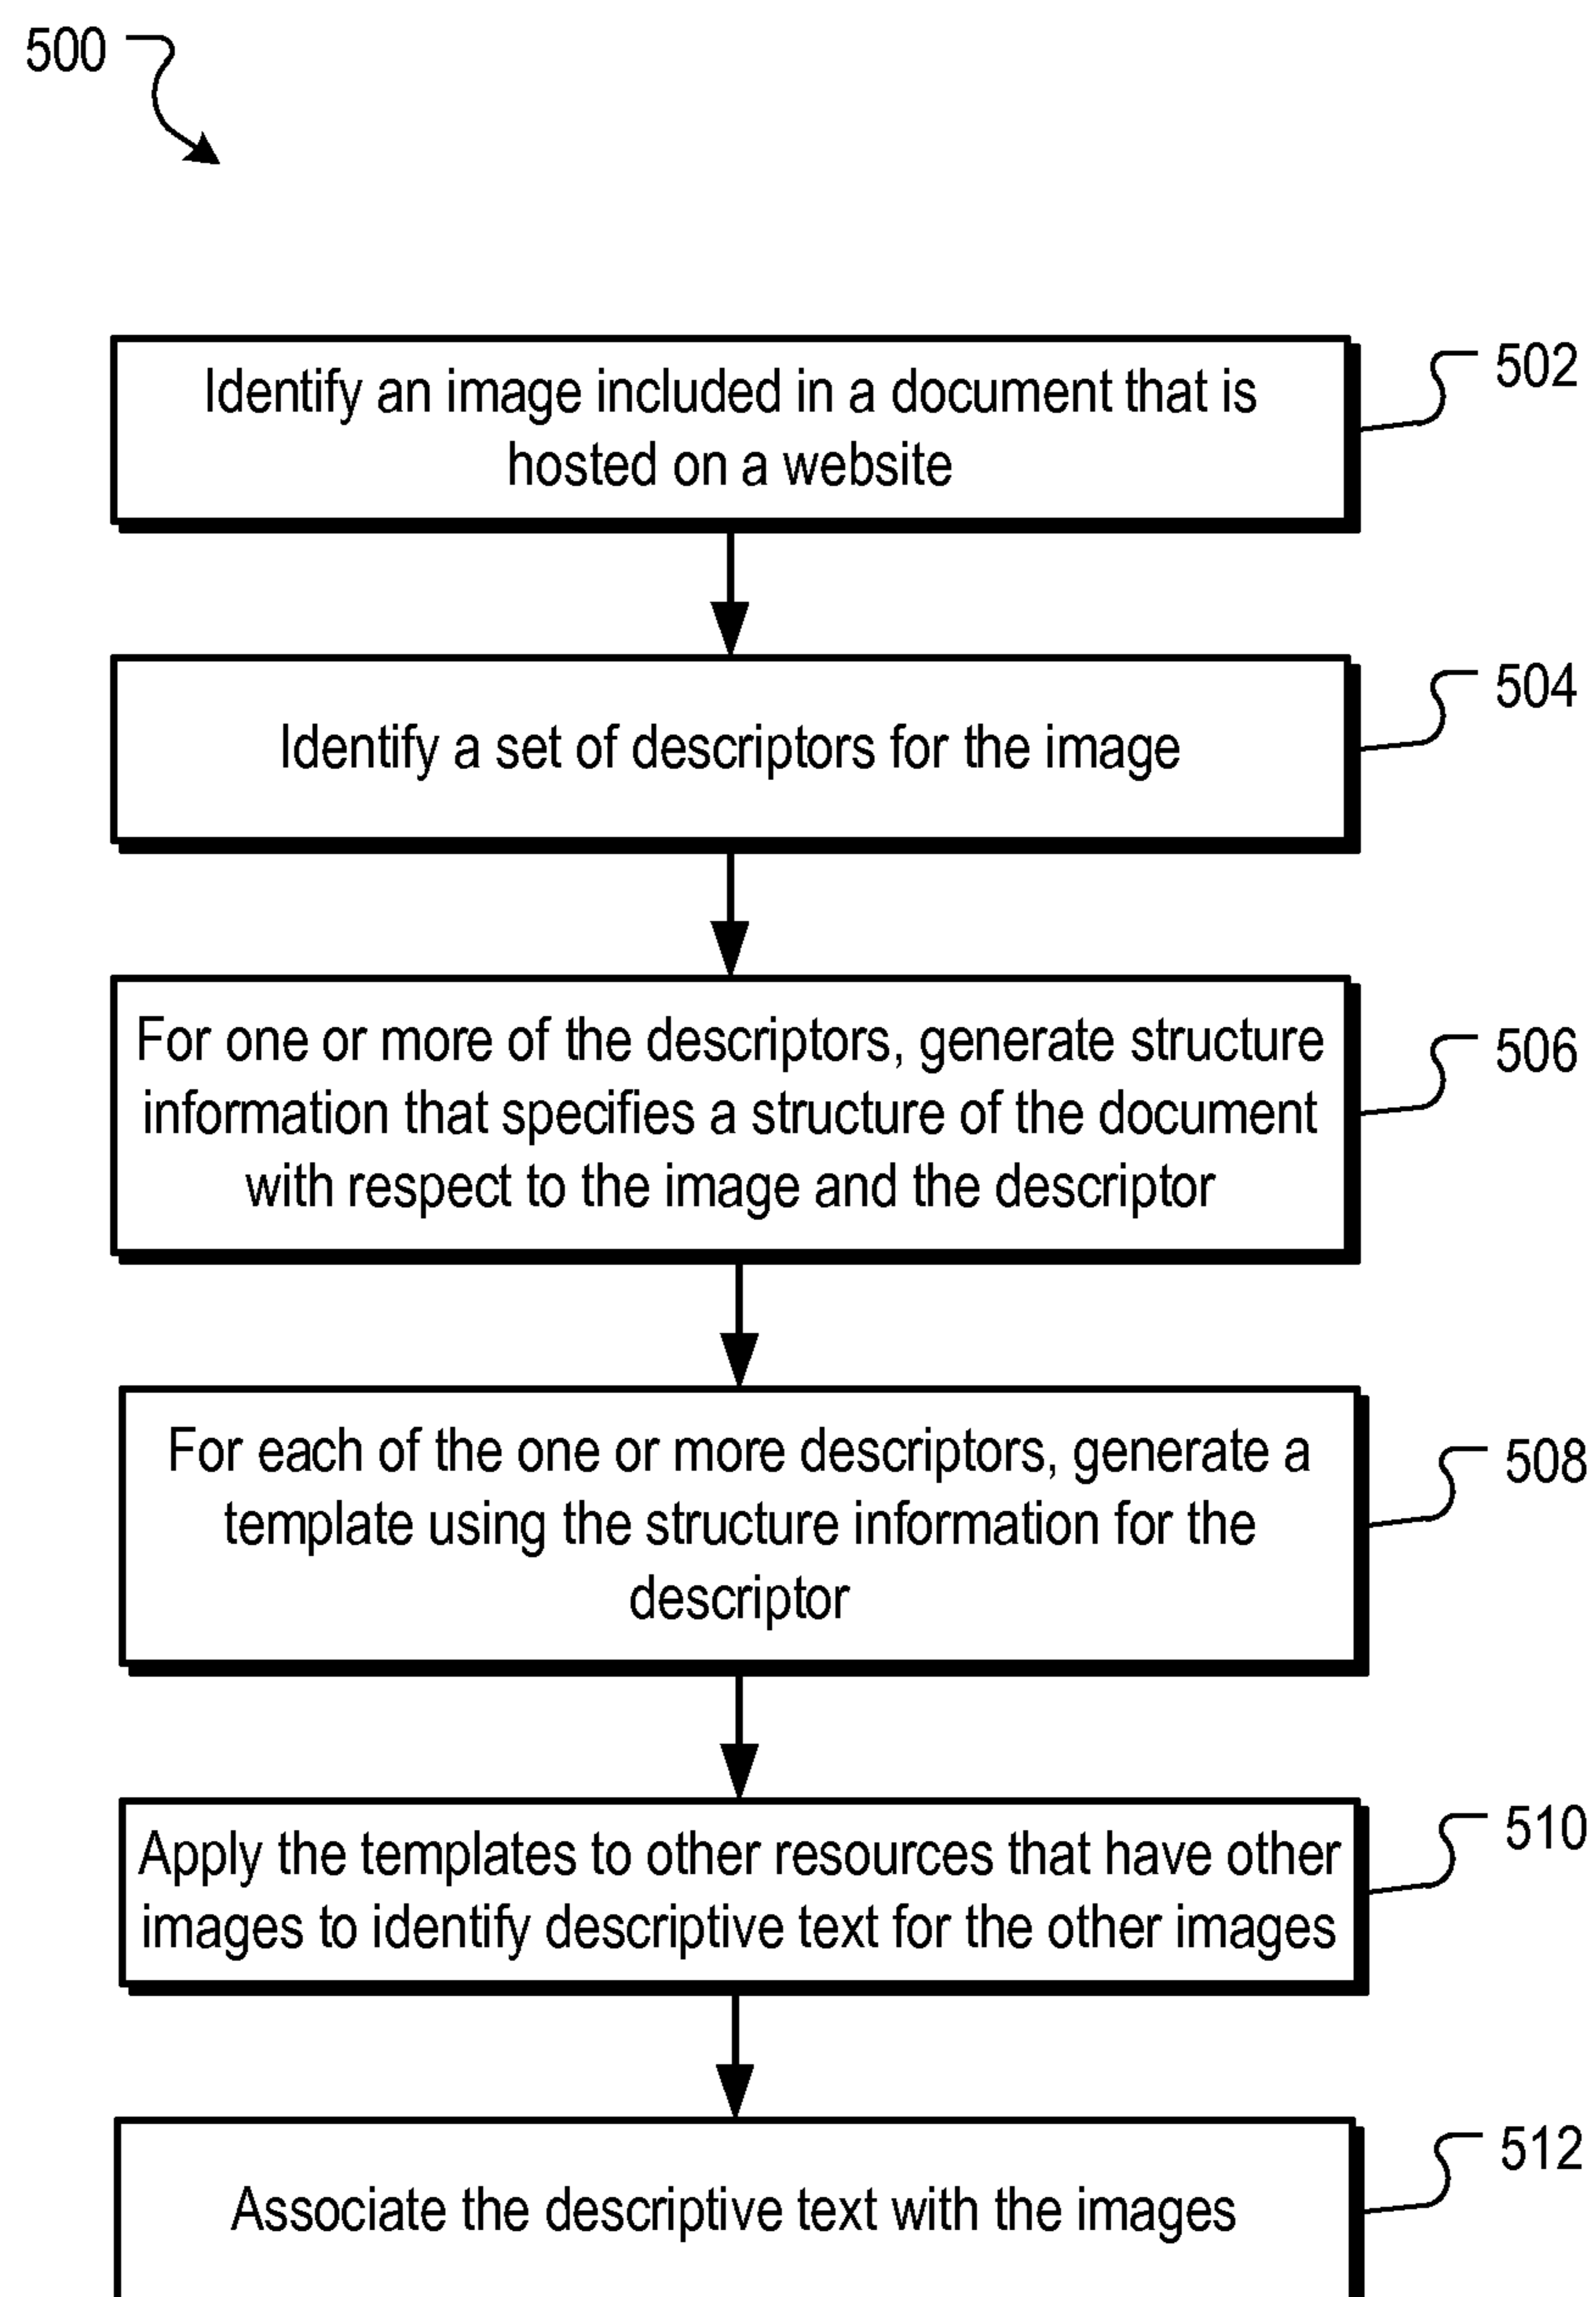 500
Identify an image included in a document that is
hosted on a website
502
Identify a set of descriptors for the image
504
For one or more of the descriptors, generate structure
information that specifies a structure of the document
with respect to the image and the descriptor
506
For each of the one or more descriptors, generate a
template using the structure information for the
descriptor
508
Apply the templates to other resources that have other
images to identify descriptive text for the other images
510
Associate the descriptive text with the images
512